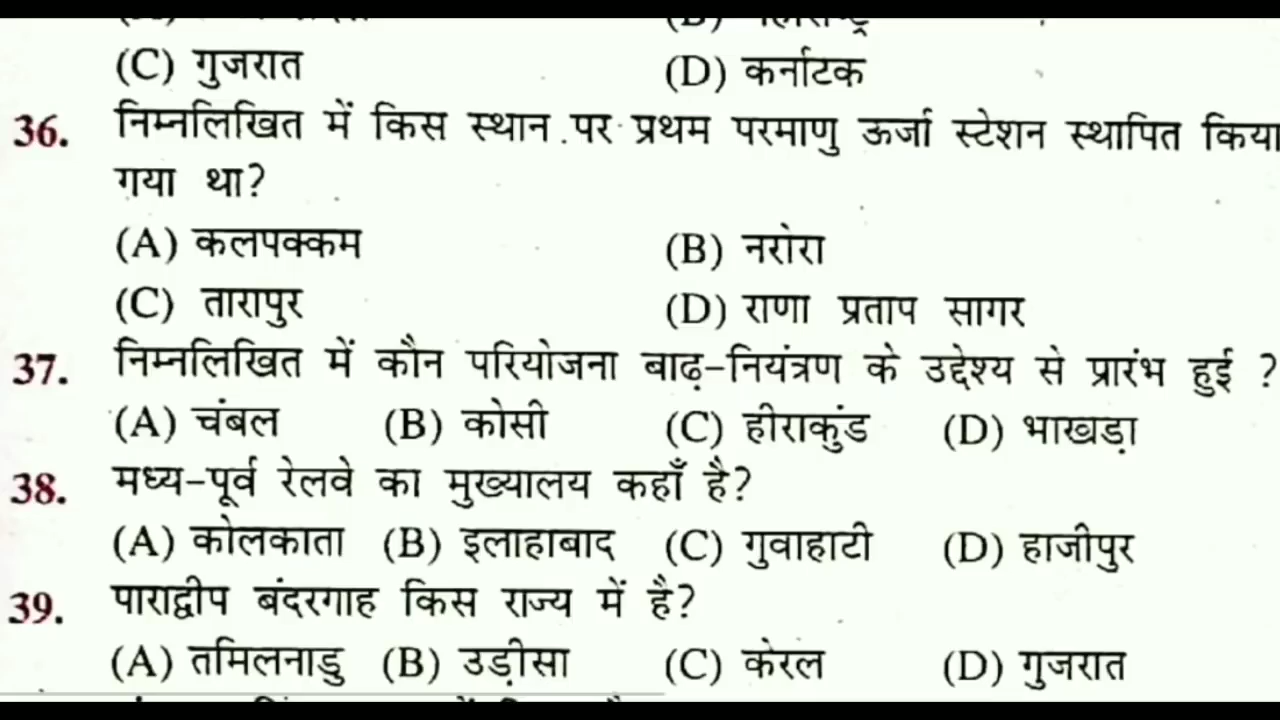 (C) गुजरात (D) कर्नाटक
36. निम्नलिखित में किस स्थान पर प्रथम परमाणु ऊर्जा स्टेशन स्थापित किया
गया था?
(A) कलपक्कम (B) नरोरा
(C) तारापुर (D) राणा प्रताप सागर
37. निम्नलिखित में कौन परियोजना बाढ़-नियंत्रण के उद्देश्य से प्रारंभ हुई ?
(A) चंबल (B) कोसी (C) हीराकुंड (D) भाखड़ा
38. मध्य-पूर्व रेलवे का मुख्यालय कहाँ है?
(A) कोलकाता (B) इलाहाबाद (C) गुवाहाटी (D) हाजीपुर
39. पाराद्वीप बंदरगाह किस राज्य में है?
(A) तमिलनाडु (B) उड़ीसा (C) केरल (D) गुजरात